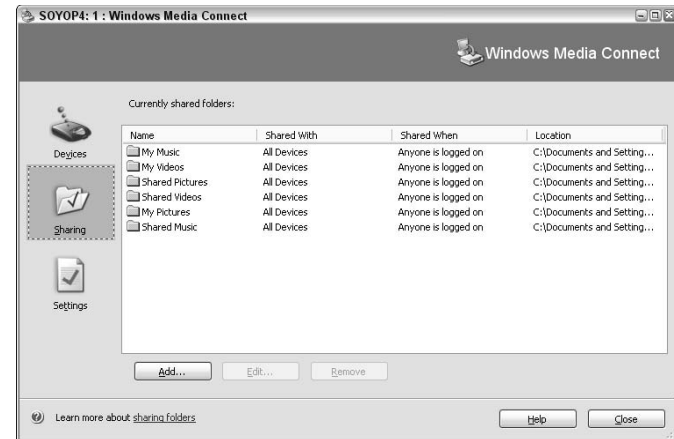 SOYOP4: 1 : Windows Media Connect
Windows Media Connect
Currently shared folders:
Name Shared With Shared When Location
My Music All Devices Anyone is logged on C:\Documents and Setting...
My Videos All Devices Anyone is logged on C:\Documents and Setting...
Shared Pictures All Devices Anyone is logged on C:\Documents and Setting...
Shared Videos All Devices Anyone is logged on C:\Documents and Setting...
My Pictures All Devices Anyone is logged on C:\Documents and Setting...
Shared Music All Devices Anyone is logged on C:\Documents and Setting...
Devices
Sharing
Settings
Add... Edit... Remove
Learn more about sharing folders
Help Close